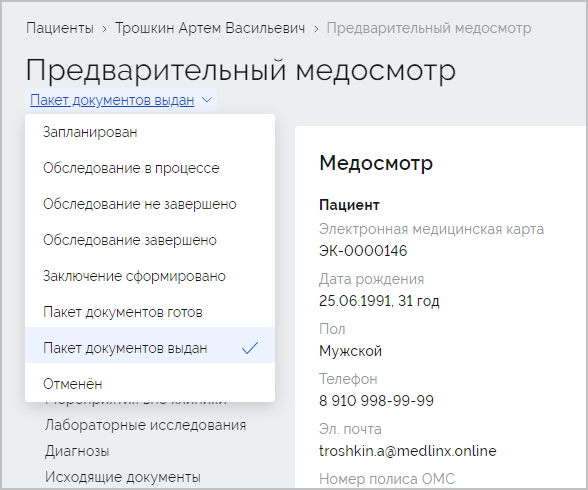 Пациенты > Трошкин Артем Васильевич > Предварительный медосмотр
Предварительный медосмотр
Пакет документов выдан
Запланирован
Обследование в процессе
Обследование не завершено
Обследование завершено
Заключение сформировано
Пакет документов готов
Пакет документов выдан
Отменён
Мероприятия вне клиники
Лабораторные исследования
Диагнозы
Исходящие документы
Медосмотр
Пациент
Электронная медицинская карта
ЭК-0000146
Дата рождения
25.06.1991, 31 год
Пол
Мужской
Телефон
8 910 998-99-99
Эл. почта
troshkin.a@medlinx.online
Номер полиса ОМС